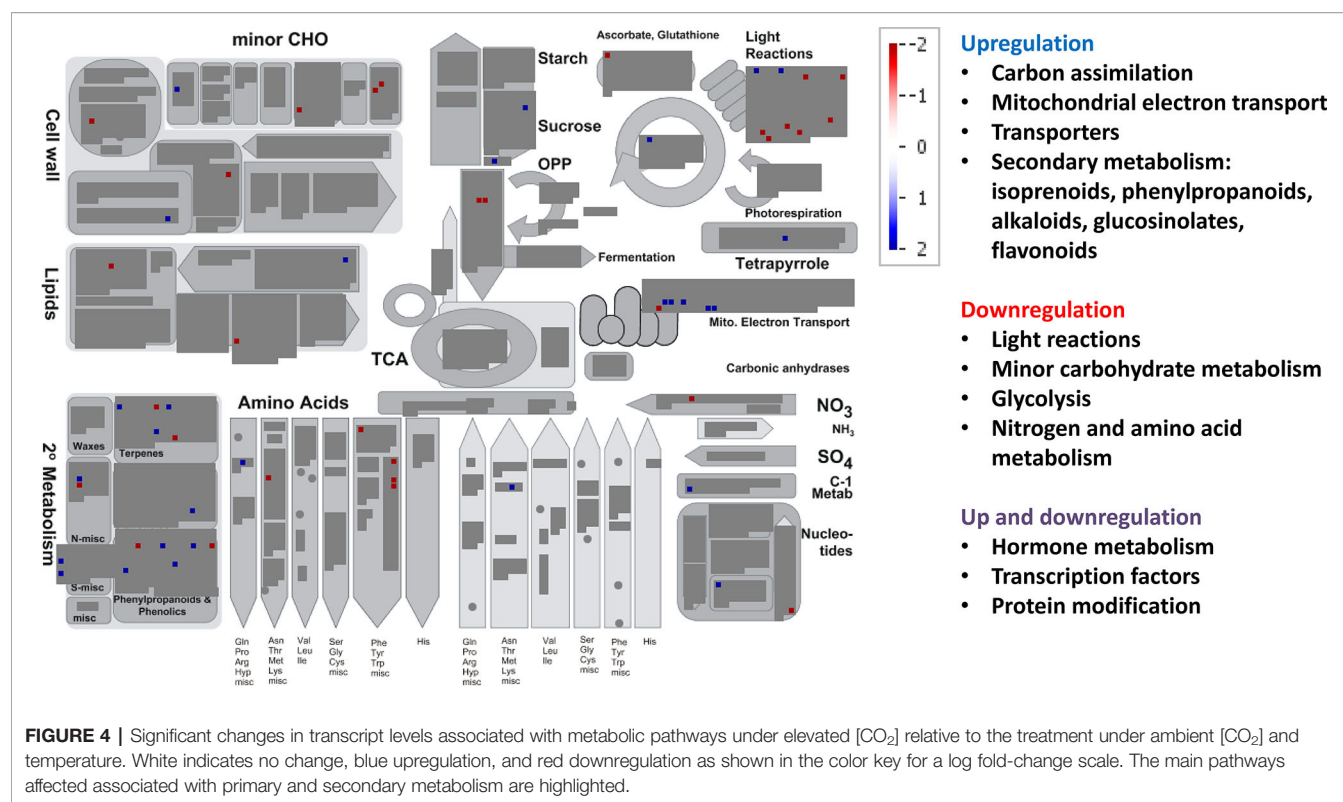 minor CHO
Cell wall
Lipids
Starch
Sucrose
OPP
Ascorbate, Glutathione
Light
Reactions
Photorespiration
Fermentation
Tetrapyrrole
Mito. Electron Transport
TCA
Carbonic anhydrases
--2
--1
- 0
1
2
Amino Acids
NO3
NH3
SO4
C-1
Metab
Nucleo-
tides
2º Metabolism
Waxes
Terpenes
N-misc
S-misc
misc
Phenylpropanoids &
Phenolics
Gln
Pro
Arg
Hyp
misc
Asn
Thr
Met
Lys
misc
Val
Leu
Ile
Ser
Gly
Cys
misc
Phe
Tyr
Trp
misc
His
Gln
Pro
Arg
Hyp
misc
Asn
Thr
Met
Lys
misc
Val
Leu
Ile
Ser
Gly
Cys
misc
Phe
Tyr
Trp
misc
His
Upregulation
• Carbon assimilation
• Mitochondrial electron transport
• Transporters
• Secondary metabolism:
isoprenoids, phenylpropanoids,
alkaloids, glucosinolates,
flavonoids
Downregulation
• Light reactions
• Minor carbohydrate metabolism
• Glycolysis
• Nitrogen and amino acid
metabolism
Up and downregulation
• Hormone metabolism
• Transcription factors
• Protein modification
FIGURE 4 | Significant changes in transcript levels associated with metabolic pathways under elevated [CO2] relative to the treatment under ambient [CO2] and
temperature. White indicates no change, blue upregulation, and red downregulation as shown in the color key for a log fold-change scale. The main pathways
affected associated with primary and secondary metabolism are highlighted.